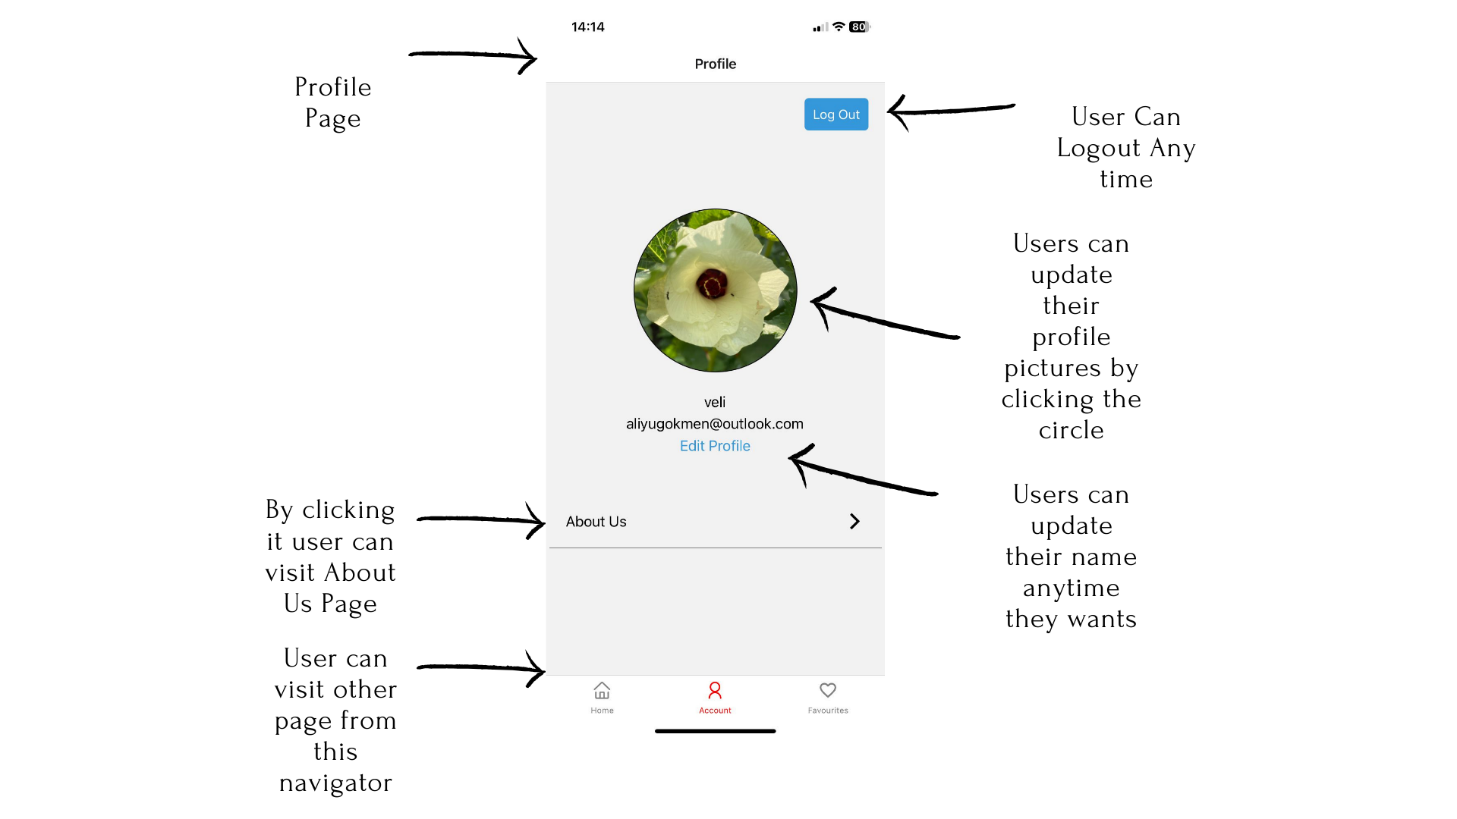 14:14
80
Profile
Profile
Page
Log Out
User Can
Logout Any
time
Users can
update
their
profile
pictures by
clicking the
circle
veli
aliyugokmen@outlook.com
Edit Profile
Users can
update
their name
anytime
they wants
By clicking
it user can
visit About
Us Page
About Us
User can
visit other
page from
this
navigator
Home
Account
Favourites